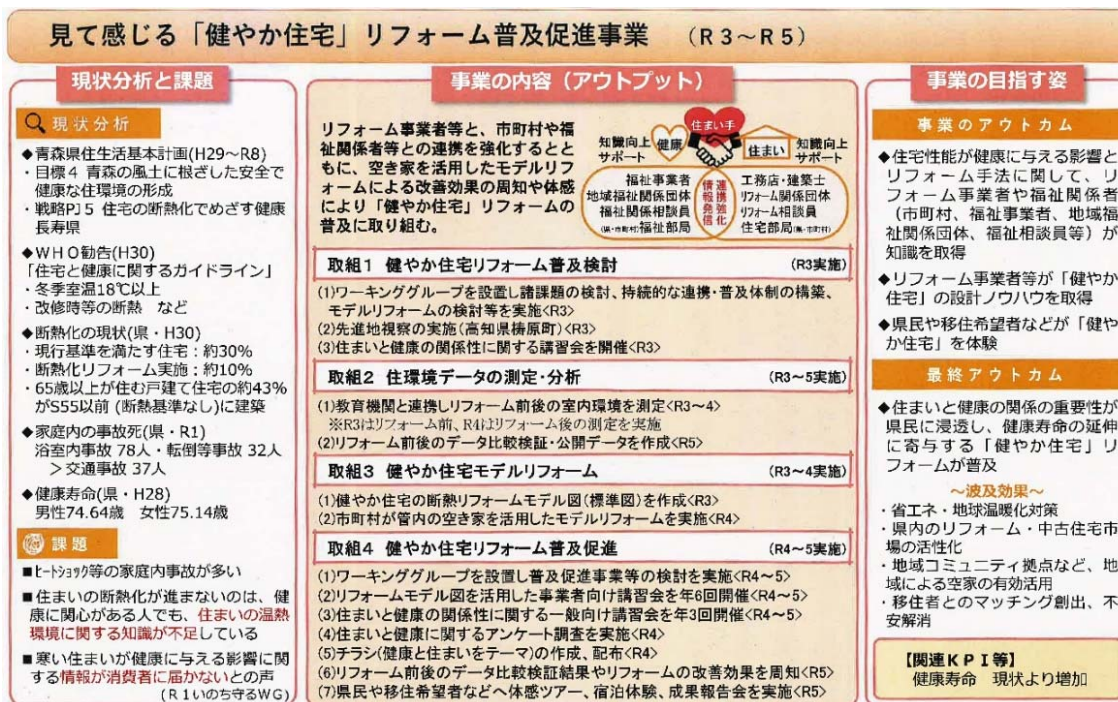 見て感じる「健やか住宅」リフォーム普及促進事業 （R3～R5）
現状分析と課題
現状分析
◆青森県住生活基本計画(H29～R8)
・目標4 青森の風土に根ざした安全で
健康な住環境の形成
・戦略PJ5 住宅の断熱化でめざす健康
長寿県
◆WHO勧告(H30)
「住宅と健康に関するガイドライン」
・冬季室温18℃以上
・改修時等の断熱 など
◆断熱化の現状(県・H30)
・現行基準を満たす住宅：約30%
・断熱化リフォーム実施：約10%
・65歳以上が住む戸建て住宅の約43%
がS55以前（断熱基準なし）に建築
◆家庭内の事故死(県・R1)
浴室内事故 78人・転倒等事故 32人
＞交通事故 37人
◆健康寿命(県・H28)
男性74.64歳 女性75.14歳
課題
■ヒートショック等の家庭内事故が多い
■住まいの断熱化が進まないのは、健
康に関心がある人でも、住まいの温熱
環境に関する知識が不足している
■寒い住まいが健康に与える影響に関
する情報が消費者に届かないとの声
(R1いのち守るWG)
事業の内容（アウトプット）
リフォーム事業者等と、市町村や福
祉関係者等との連携を強化するとと
もに、空き家を活用したモデルリフ
ォームによる改善効果の周知や体感
により「健やか住宅」リフォームの
普及に取り組む。
住まい手
知識向上
サポート
健康
住まい
知識向上
サポート
福祉事業者
地域福祉関係団体
福祉関係相談員
(県・市町村)福祉部局
情報発信
連携強化
工務店・建築士
リフォーム関係団体
リフォーム相談員
住宅部局(県・市町村)
取組1 健やか住宅リフォーム普及検討 (R3実施)
(1)ワーキンググループを設置し諸課題の検討、持続的な連携・普及体制の構築、
モデルリフォームの検討等を実施<R3>
(2)先進地視察の実施(高知県梼原町)<R3>
(3)住まいと健康の関係性に関する講習会を開催<R3>
取組2 住環境データの測定・分析 (R3～5実施)
(1)教育機関と連携しリフォーム前後の室内環境を測定<R3～4>
※R3はリフォーム前、R4はリフォーム後の測定を実施
(2)リフォーム前後のデータ比較検証・公開データを作成<R5>
取組3 健やか住宅モデルリフォーム (R3～4実施)
(1)健やか住宅の断熱リフォームモデル図(標準図)を作成<R3>
(2)市町村が管内の空き家を活用したモデルリフォームを実施<R4>
取組4 健やか住宅リフォーム普及促進 (R4～5実施)
(1)ワーキンググループを設置し普及促進事業等の検討を実施<R4～5>
(2)リフォームモデル図を活用した事業者向け講習会を年6回開催<R4～5>
(3)住まいと健康の関係性に関する一般向け講習会を年3回開催<R4～5>
(4)住まいと健康に関するアンケート調査を実施<R4>
(5)チラシ(健康と住まいをテーマ)の作成、配布<R4>
(6)リフォーム前後のデータ比較検証結果やリフォームの改善効果を周知<R5>
(7)県民や移住希望者などへ体感ツアー、宿泊体験、成果報告会を実施<R5>
事業の目指す姿
事業のアウトカム
◆住宅性能が健康に与える影響と
リフォーム手法に関して、リ
フォーム事業者や福祉関係者
（市町村、福祉事業者、地域福
祉関係団体、福祉相談員等）が
知識を取得
◆リフォーム事業者等が「健やか
住宅」の設計ノウハウを取得
◆県民や移住希望者などが「健や
か住宅」を体験
最終アウトカム
◆住まいと健康の関係の重要性が
県民に浸透し、健康寿命の延伸
に寄与する「健やか住宅」リ
フォームが普及
～波及効果～
・省エネ・地球温暖化対策
・県内のリフォーム・中古住宅市
場の活性化
・地域コミュニティ拠点など、地
域による空家の有効活用
・移住者とのマッチング創出、不
安解消
【関連KPI等】
健康寿命 現状より増加